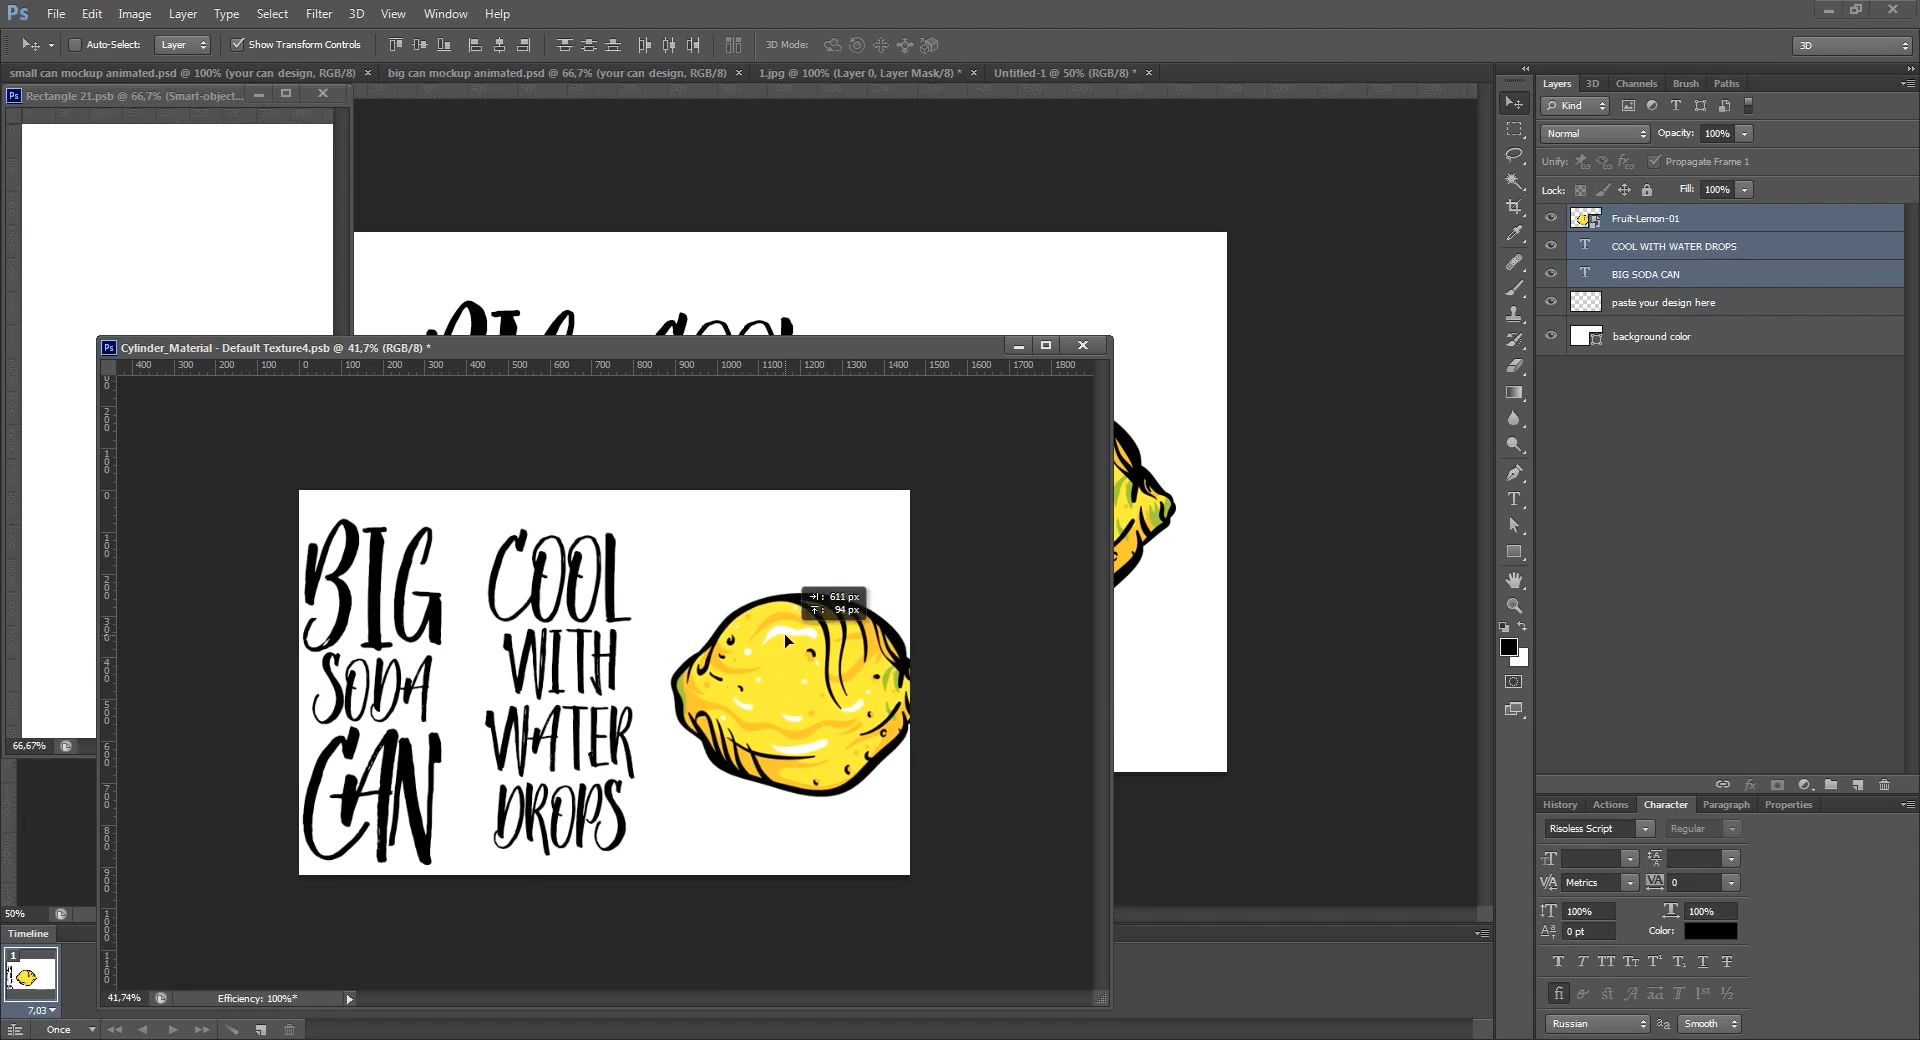 Ps File Edit Image Layer Type Select Filter 3D View Window Help
Auto-Select: Layer Show Transform Controls 3D Mode: 3D
small can mockup animated.psd @ 100% (your can design, RGB/8) × big can mockup animated.psd @ 66,7% (your can design, RGB/8) × 1.jpg @ 100% (Layer 0, Layer Mask/8) * × Untitled-1 @ 50% (RGB/8) * ×
Ps Rectangle 21.psb @ 66,7% (Smart-object...
Layers 3D Channels Brush Paths
Kind
Normal Opacity: 100%
Unify: Propagate Frame 1
Lock: Fill: 100%
Fruit-Lemon-01
COOL WITH WATER DROPS
BIG SODA CAN
paste your design here
background color
BIG COOL
Ps Cylinder_Material - Default Texture4.psb @ 41,7% (RGB/8) *
400 300 200 100 0 100 200 300 400 500 600 700 800 900 1000 1100 1200 1300 1400 1500 1600 1700 1800
BIG
SODA
CAN
COOL
WITH
WATER
DROPS
611 px
94 px
66,67%
50%
Timeline
1
7,03
Once
41,74% Efficiency: 100%*
History Actions Character Paragraph Properties
Risoless Script Regular
Metrics 0
100% 100%
0 pt Color:
Russian Smooth